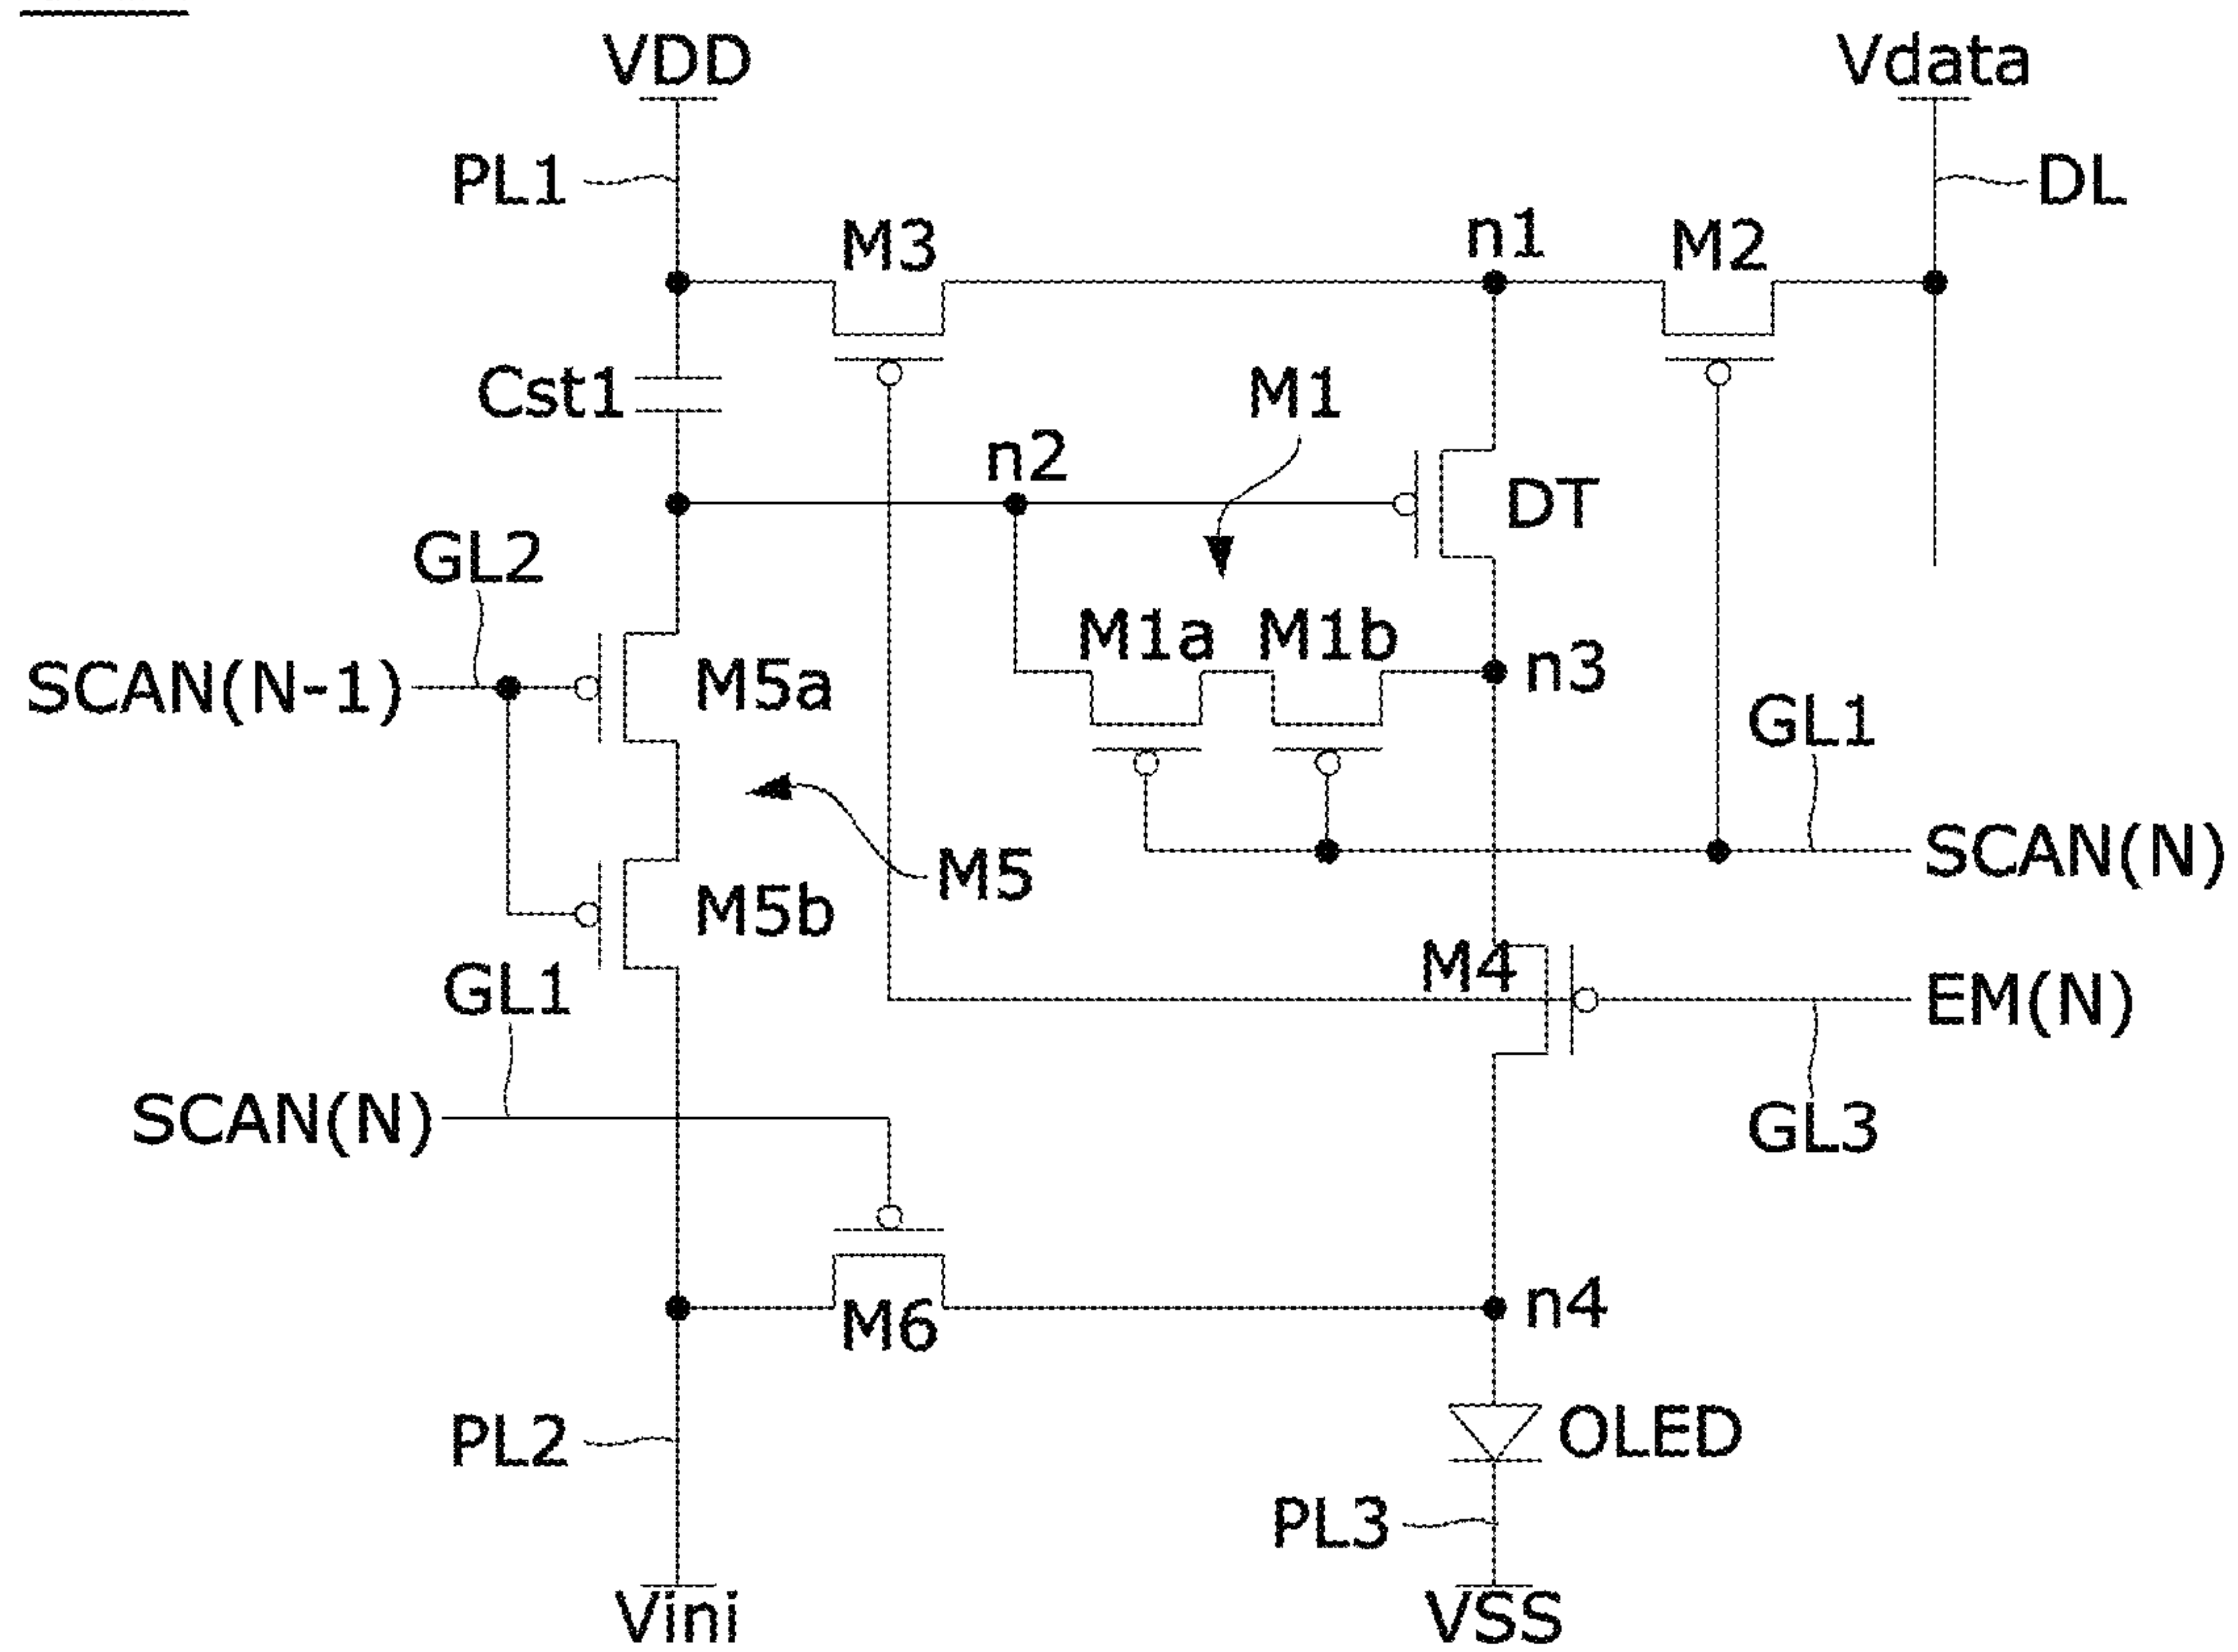 VDD
Vdata
PL1
DL
M3
n1
M2
Cst1
M1
n2
DT
GL2
M1a
M1b
n3
SCAN(N-1)
M5a
GL1
SCAN(N)
M5
M5b
M4
GL1
EM(N)
SCAN(N)
GL3
n4
M6
PL2
OLED
PL3
Vini
VSS